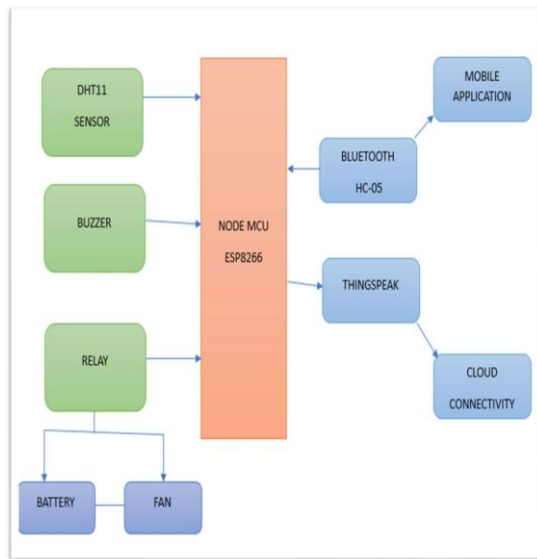 DHT11
SENSOR
BUZZER
RELAY
BATTERY
FAN
NODE MCU
ESP8266
BLUETOOTH
HC-05
MOBILE
APPLICATION
THINGSPEAK
CLOUD
CONNECTIVITY